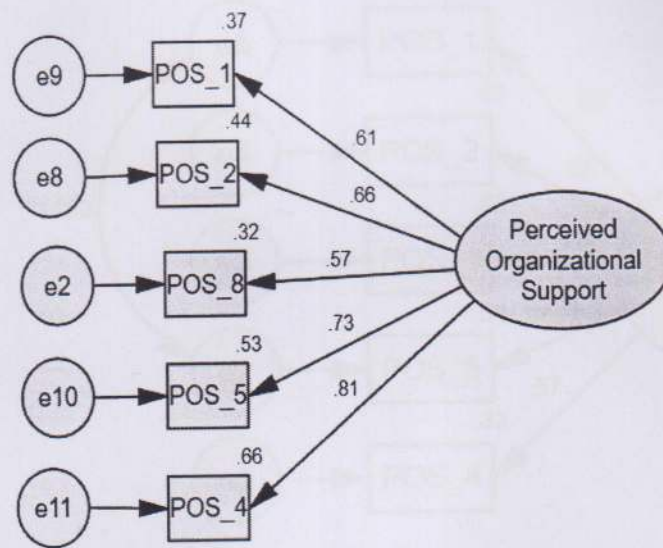 .37
e9
POS_1
.61
.44
e8
POS_2
.66
.32
e2
POS_8
.57
Perceived
Organizational
Support
.53
e10
POS_5
.73
.66
e11
POS_4
.81